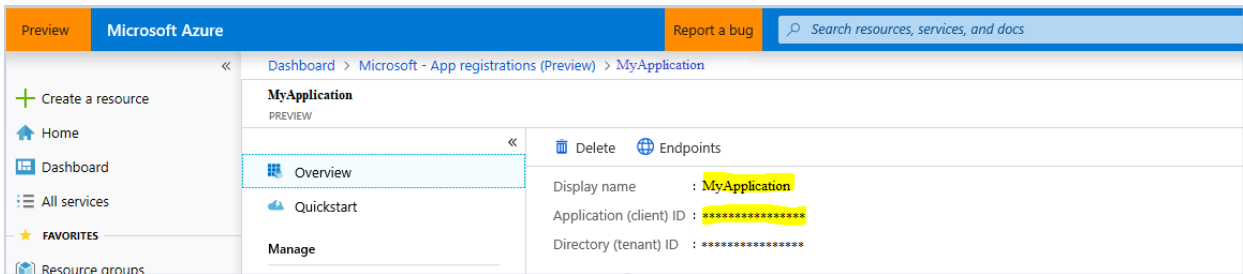 Preview Microsoft Azure Report a bug Search resources, services, and docs
« Dashboard > Microsoft - App registrations (Preview) > MyApplication
Create a resource
Home
Dashboard
All services
FAVORITES
Resource groups
MyApplication
PREVIEW
«
Overview
Quickstart
Manage
Delete Endpoints
Display name : MyApplication
Application (client) ID : ****************
Directory (tenant) ID : ****************